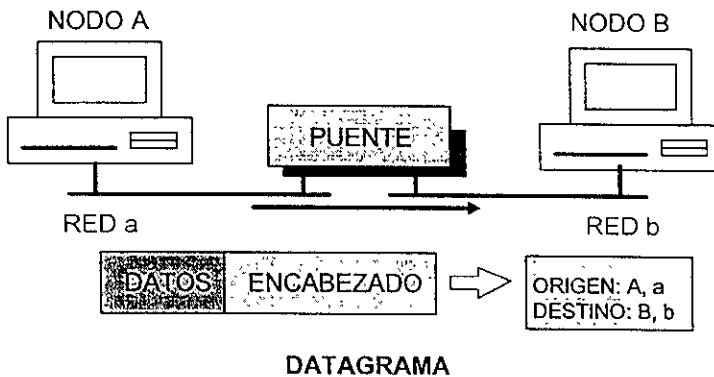 NODO A
NODO B
PUENTE
RED a
RED b
DATOS
ENCABEZADO
ORIGEN: A, a
DESTINO: B, b
DATAGRAMA